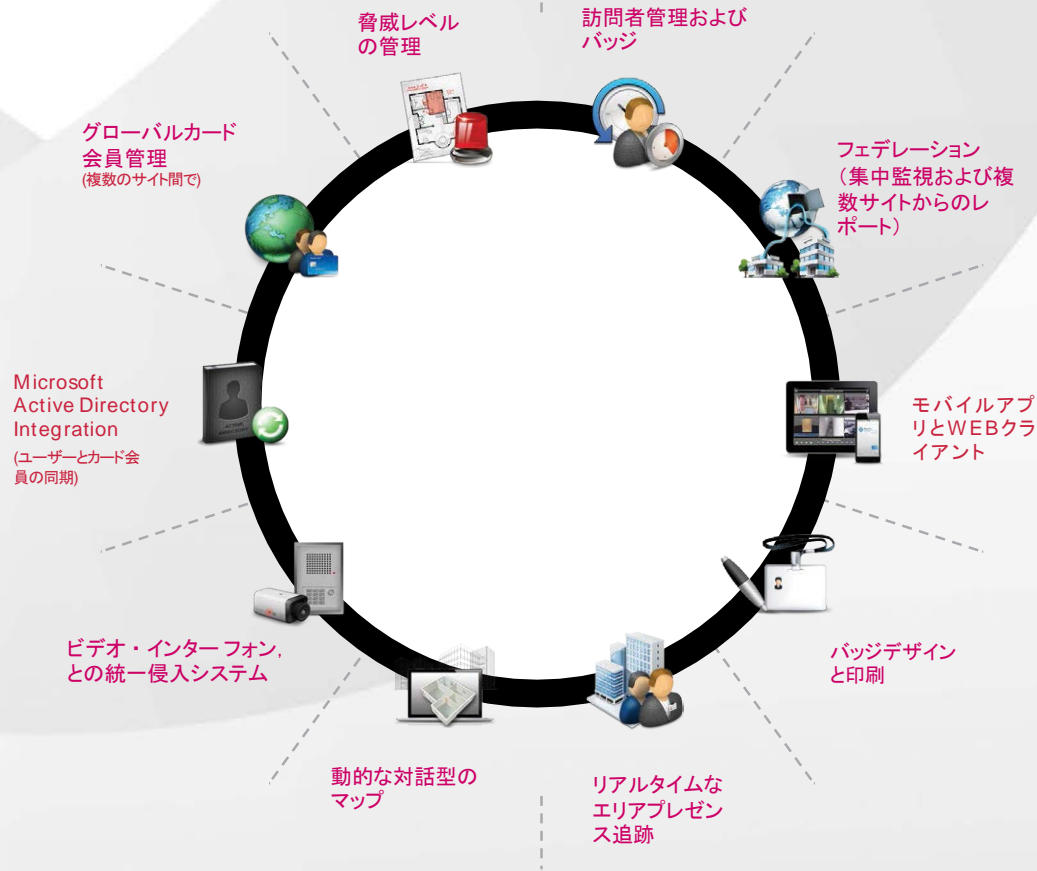 脅威レベル
の管理
訪問者管理および
バッジ
グローバルカード
会員管理
(複数のサイト間で)
フェデレーション
（集中監視および複
数サイトからのレ
ポート）
Microsoft
Active Directory
Integration
(ユーザーとカード会
員の同期)
ACTIVE
DIRECTORY
モバイルアプ
リとWEBクラ
イアント
ビデオ・インターフォン,
との統一侵入システム
バッジデザイン
と印刷
動的な対話型の
マップ
リアルタイムな
エリアプレゼン
ス追跡